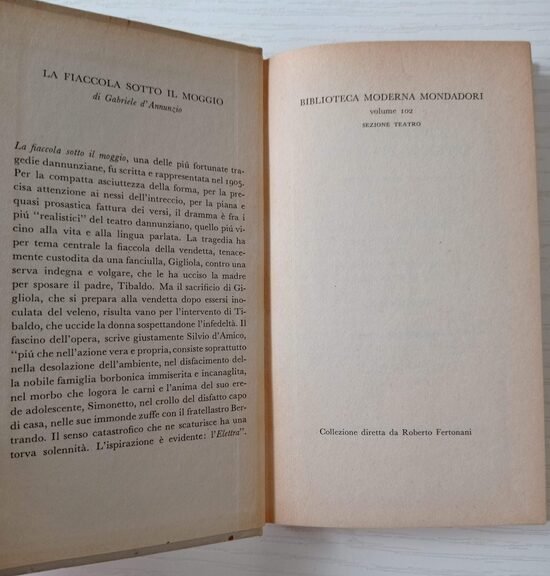 LA FIACCOLA SOTTO IL MOGGIO
di Gabriele d'Annunzio
La fiaccola sotto il moggio, una delle piú fortunate tra-
gedie dannunziane, fu scritta e rappresentata nel 1905.
Per la compatta asciuttezza della forma, per la pre-
cisa attenzione ai nessi dell'intreccio, per la piana e
quasi prosastica fattura dei versi, il dramma è fra i
piú "realistici" del teatro dannunziano, quello piú vi-
cino alla vita e alla lingua parlata. La tragedia ha
per tema centrale la fiaccola della vendetta, tenace-
mente custodita da una fanciulla, Gigliola, contro una
serva indegna e volgare, che le ha ucciso la madre
per sposare il padre, Tibaldo. Ma il sacrificio di Gi-
gliola, che si prepara alla vendetta dopo essersi ino-
culata del veleno, risulta vano per l'intervento di Ti-
baldo, che uccide la donna sospettandone l'infedeltà. Il
fascino dell'opera, scrive giustamente Silvio d'Amico,
"piú che nell'azione vera e propria, consiste soprattutto
nella desolazione dell'ambiente, nel disfacimento del-
la nobile famiglia borbonica immiserita e incanaglita,
nel morbo che logora le carni e l'anima del suo ere-
de adolescente, Simonetto, nel crollo del disfatto capo
di casa, nelle sue immonde zuffe con il fratellastro Ber-
trando. Il senso catastrofico che ne scaturisce ha una
torva solennità. L'ispirazione è evidente: l'Elettra".
BIBLIOTECA MODERNA MONDADORI
volume 102
SEZIONE TEATRO
Collezione diretta da Roberto Fertonani